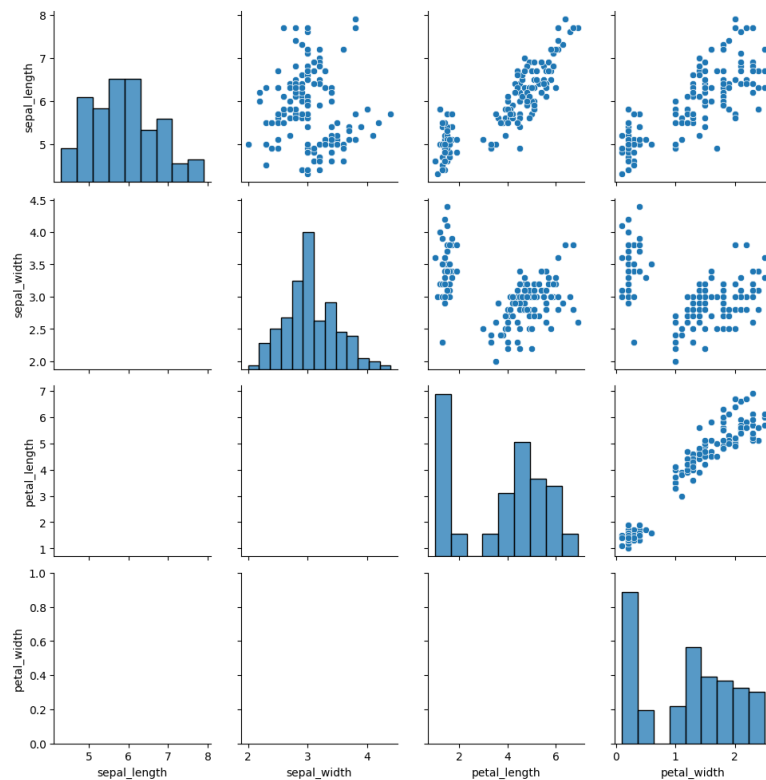 8
7
6
5
sepal_length
4.5
4.0
3.5
3.0
2.5
2.0
sepal_width
7
6
5
4
3
2
1
petal_length
1.0
0.8
0.6
0.4
0.2
0.0
petal_width
5 6 7 8
sepal_length
2 3 4
sepal_width
2 4 6
petal_length
0 1 2
petal_width